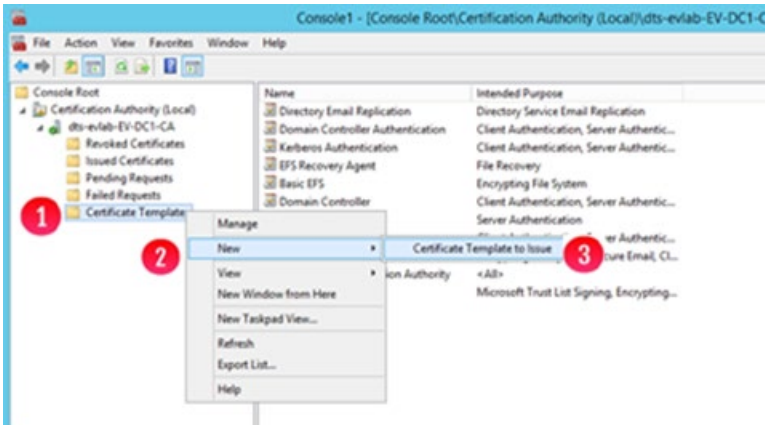 Console1 - [Console Root\Certification Authority (Local)\dts-evlab-EV-DC1-C
File Action View Favorites Window Help
Console Root
Certification Authority (Local)
dts-evlab-EV-DC1-CA
Revoked Certificates
Issued Certificates
Pending Requests
Failed Requests
Certificate Template
1
Name Intended Purpose
Directory Email Replication Directory Service Email Replication
Domain Controller Authentication Client Authentication, Server Authentic...
Kerberos Authentication Client Authentication, Server Authentic...
EFS Recovery Agent File Recovery
Basic EFS Encrypting File System
Domain Controller Client Authentication, Server Authentic...
Server Authentication
er Authentic...
cure Email, Cl...
ion Authority <All>
Microsoft Trust List Signing, Encrypting...
Manage
2
New
Certificate Template to Issue
3
View
New Window from Here
New Taskpad View...
Refresh
Export List...
Help